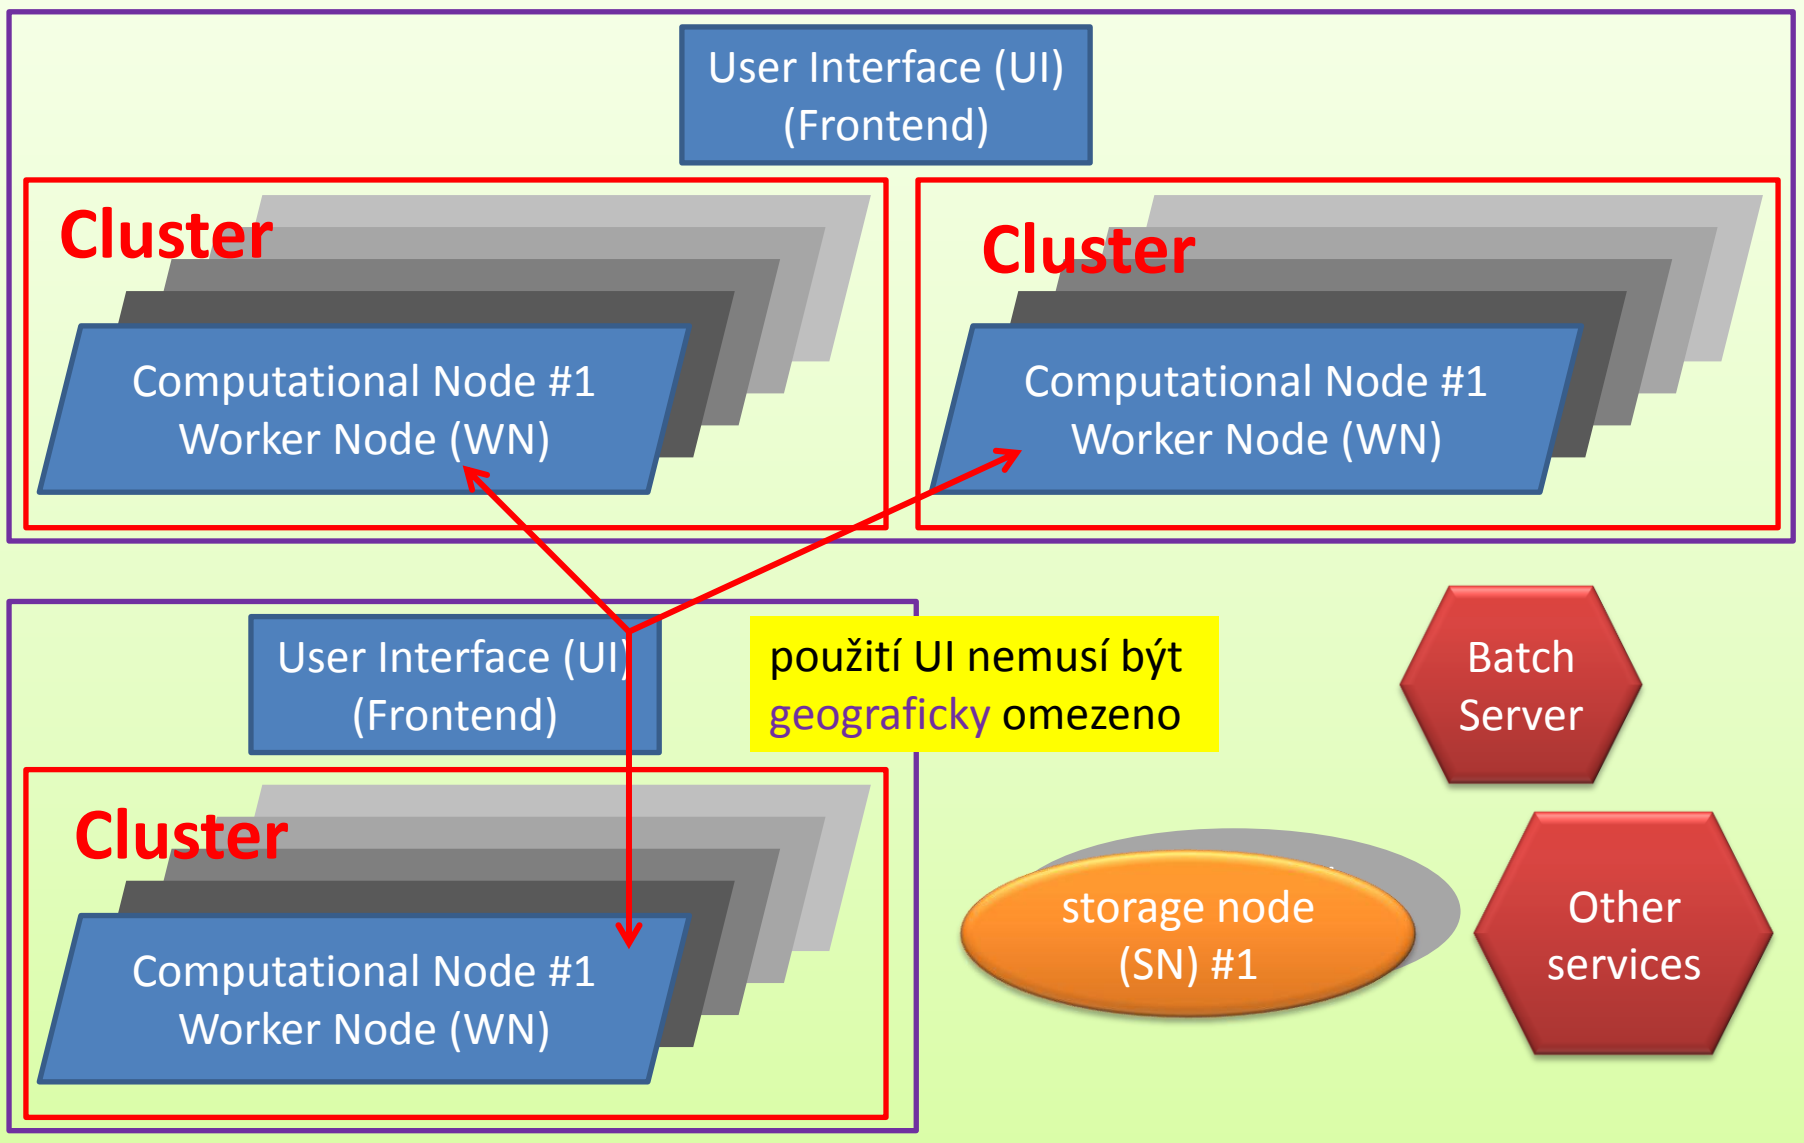 User Interface (UI)
(Frontend)
Cluster
Computational Node #1
Worker Node (WN)
Cluster
Computational Node #1
Worker Node (WN)
User Interface (UI)
(Frontend)
použití UI nemusí být
geograficky omezeno
Batch
Server
Cluster
Computational Node #1
Worker Node (WN)
storage node
(SN) #1
Other
services